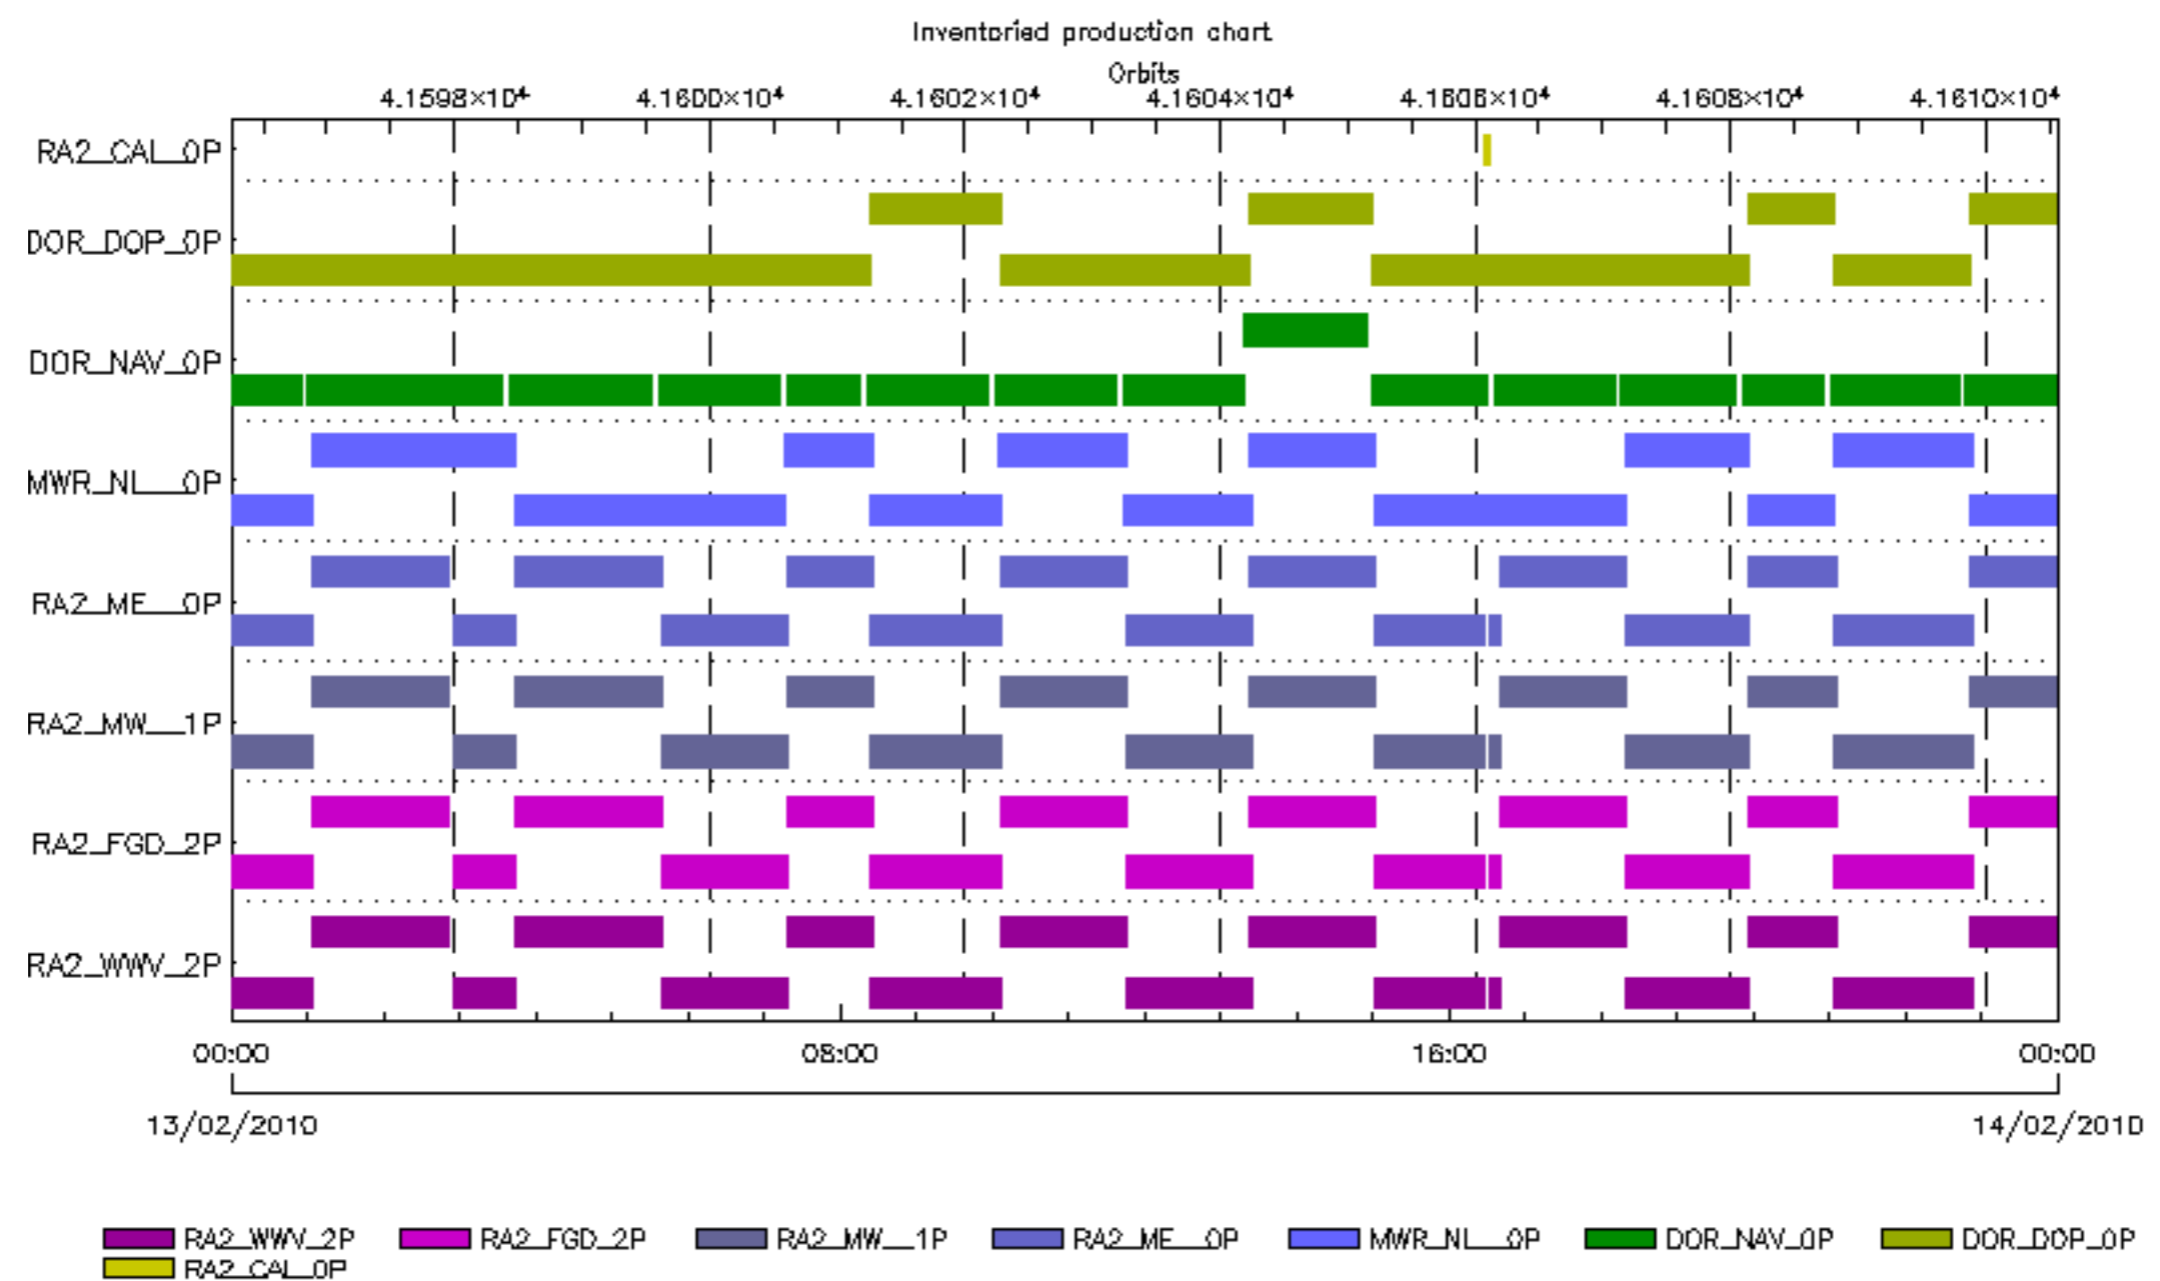 Inventoried production chart
Orbits
4.1598×10⁴ 4.1600×10⁴ 4.1602×10⁴ 4.1604×10⁴ 4.1606×10⁴ 4.1608×10⁴ 4.1610×10⁴
RA2_CAL_0P
DOR_DOP_0P
DOR_NAV_0P
MWR_NL__0P
RA2_ME__0P
RA2_MW__1P
RA2_FGD_2P
RA2_WWV_2P
00:00 08:00 16:00 00:00
13/02/2010 14/02/2010
RA2_WWV_2P RA2_FGD_2P RA2_MW__1P RA2_ME__0P MWR_NL__0P DOR_NAV_0P DOR_DOP_0P
RA2_CAL_0P